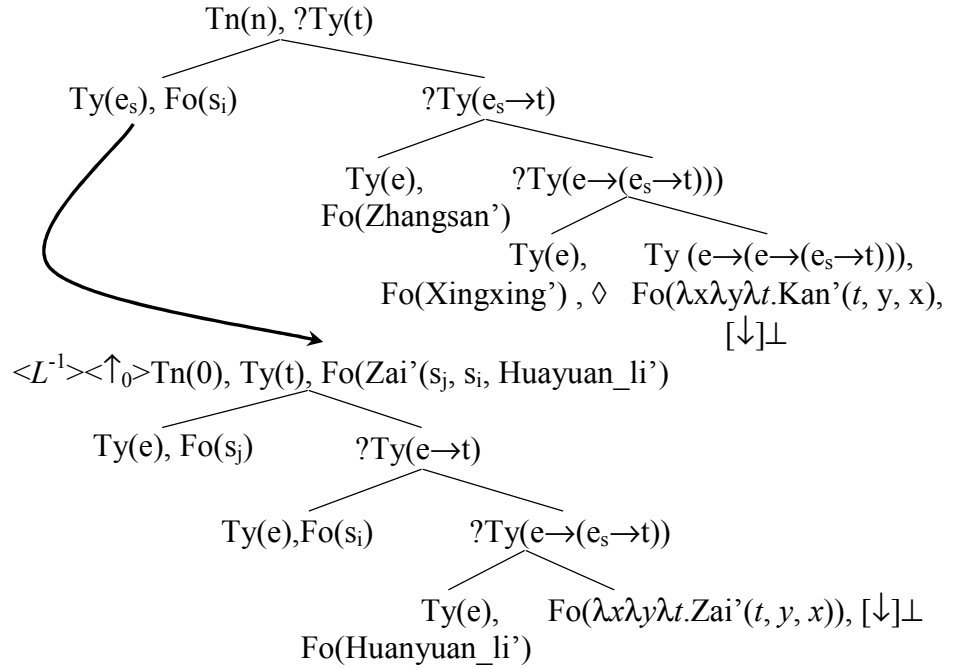 Tn(n), ?Ty(t)
Ty(eₛ), Fo(sᵢ) ?Ty(eₛ→t)
Ty(e), ?Ty(e→(eₛ→t)))
Fo(Zhangsan’)
Ty(e), Ty (e→(e→(eₛ→t))),
Fo(Xingxing’) , ◊ Fo(λxλyλt.Kan’(t, y, x),
[↓]⊥
<L⁻¹><↑₀>Tn(0), Ty(t), Fo(Zai’(sⱼ, sᵢ, Huayuan_li’)
Ty(e), Fo(sⱼ) ?Ty(e→t)
Ty(e),Fo(sᵢ) ?Ty(e→(eₛ→t))
Ty(e), Fo(λxλyλt.Zai’(t, y, x)), [↓]⊥
Fo(Huanyuan_li’)